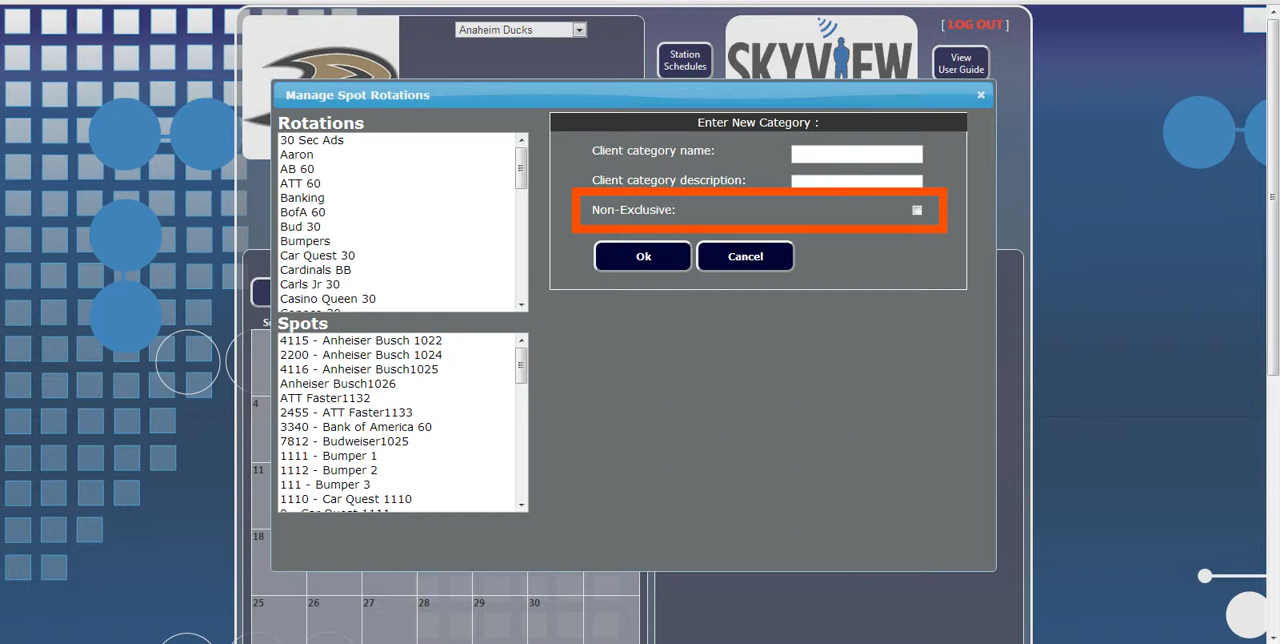 Anaheim Ducks
Station
Schedules
SKYVIEW
[ LOG OUT ]
View
User Guide
Manage Spot Rotations
Rotations
30 Sec Ads
Aaron
AB 60
ATT 60
Banking
BofA 60
Bud 30
Bumpers
Car Quest 30
Cardinals BB
Carls Jr 30
Casino Queen 30
Spots
4115 - Anheiser Busch 1022
2200 - Anheiser Busch 1024
4116 - Anheiser Busch1025
Anheiser Busch1026
ATT Faster1132
2455 - ATT Faster1133
3340 - Bank of America 60
7812 - Budweiser1025
1111 - Bumper 1
1112 - Bumper 2
111 - Bumper 3
1110 - Car Quest 1110
Enter New Category :
Client category name:
Client category description:
Non-Exclusive:
Ok
Cancel
4
11
18
25
26
27
28
29
30